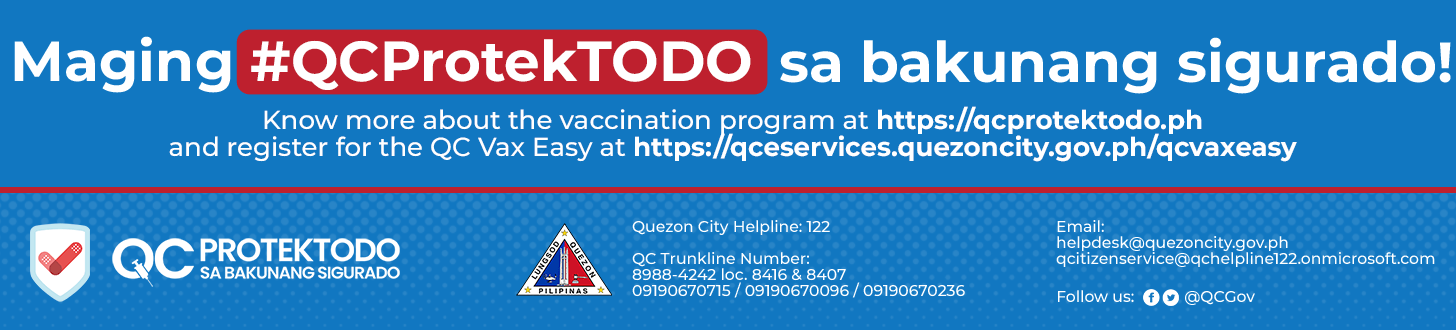 Maging #QCProtekTODO sa bakunang sigurado!
Know more about the vaccination program at https://qcprotektodo.ph
and register for the QC Vax Easy at https://qceservices.quezoncity.gov.ph/qcvaxeasy
QC PROTEKTODO
SA BAKUNANG SIGURADO
LUNGSOD QUEZON
PILIPINAS
Quezon City Helpline: 122
QC Trunkline Number:
8988-4242 loc. 8416 & 8407
09190670715 / 09190670096 / 09190670236
Email:
helpdesk@quezoncity.gov.ph
qcitizenservice@qchelpline122.onmicrosoft.com
Follow us: @QCGov